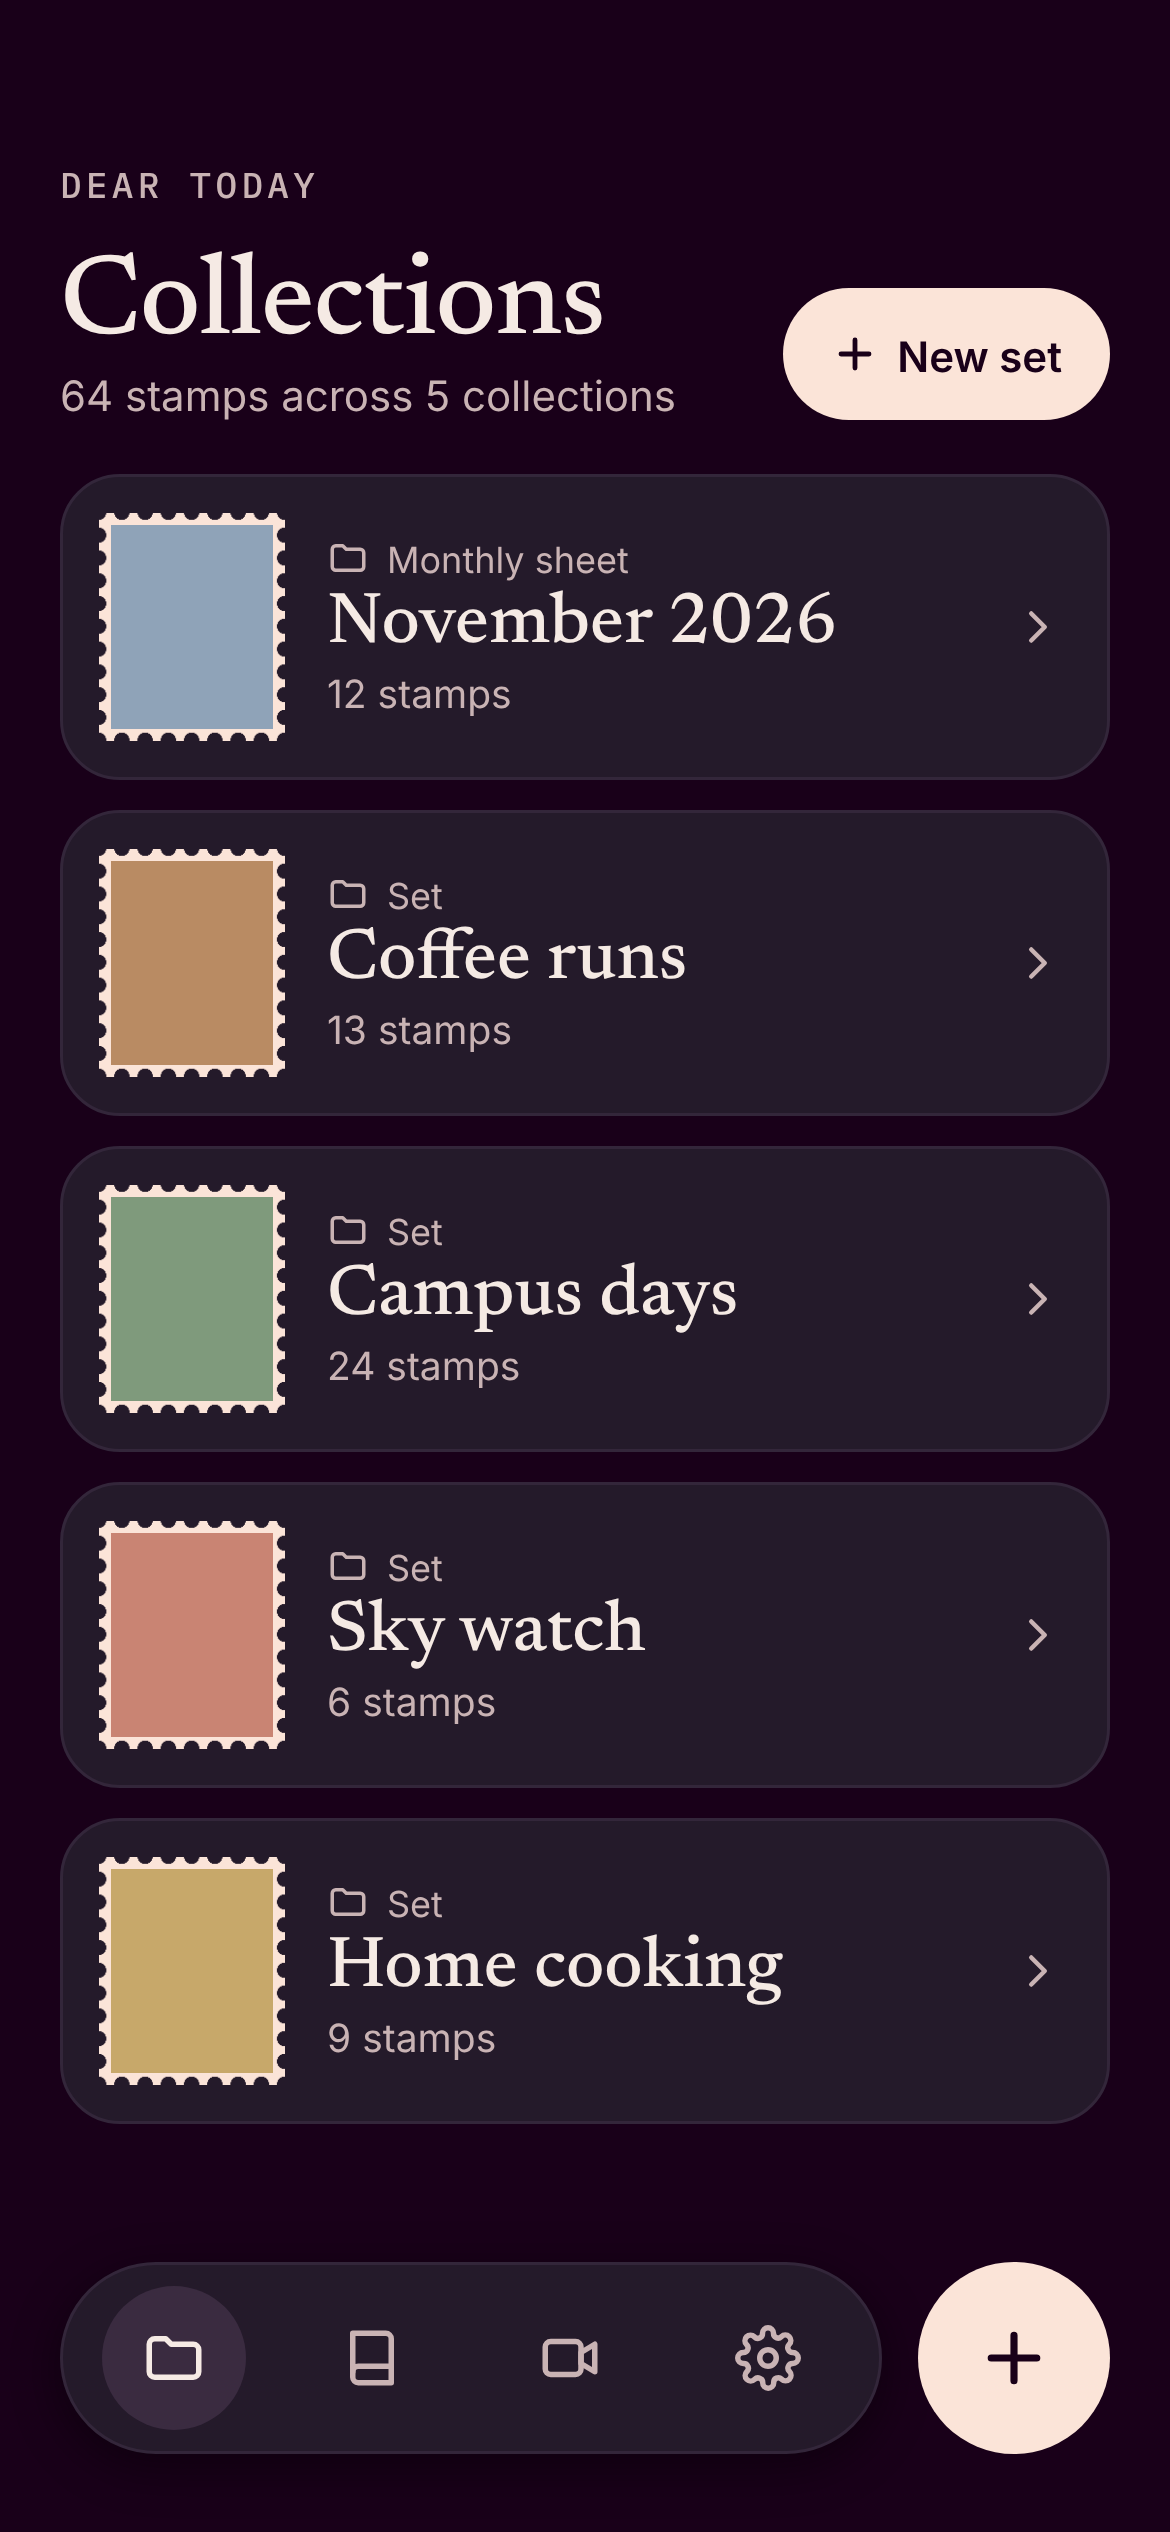 DEAR TODAY
Collections
64 stamps across 5 collections
New set
Monthly sheet
November 2026
12 stamps
Set
Coffee runs
13 stamps
Set
Campus days
24 stamps
Set
Sky watch
6 stamps
Set
Home cooking
9 stamps